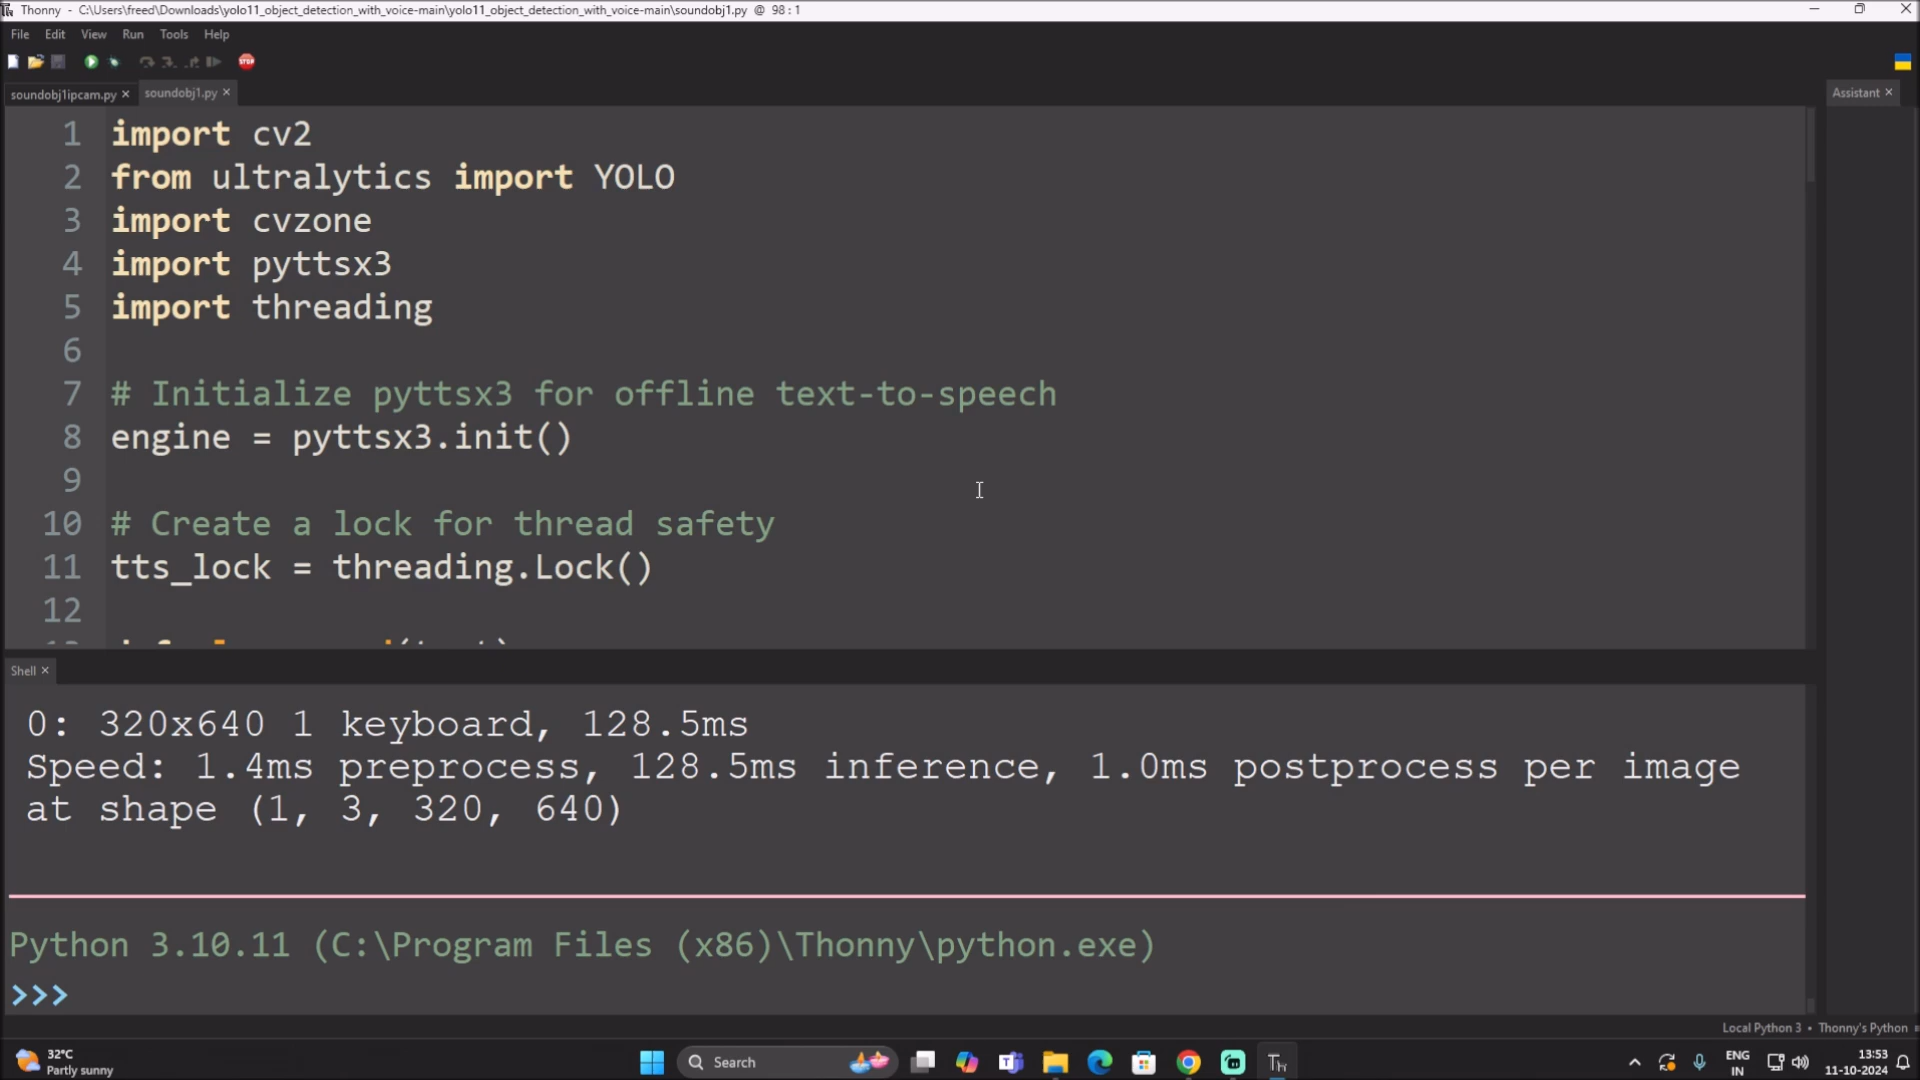 Thonny - C:\Users\freed\Downloads\yolo11_object_detection_with_voice-main\yolo11_object_detection_with_voice-main\soundobj1.py @ 98:1
File Edit View Run Tools Help
STOP
soundobj1ipcam.py × soundobj1.py ×
Assistant ×
1 import cv2
2 from ultralytics import YOLO
3 import cvzone
4 import pyttsx3
5 import threading
6
7 # Initialize pyttsx3 for offline text-to-speech
8 engine = pyttsx3.init()
9
10 # Create a lock for thread safety
11 tts_lock = threading.Lock()
12
Shell ×
0: 320x640 1 keyboard, 128.5ms
Speed: 1.4ms preprocess, 128.5ms inference, 1.0ms postprocess per image
at shape (1, 3, 320, 640)
Python 3.10.11 (C:\Program Files (x86)\Thonny\python.exe)
>>>
Local Python 3 • Thonny's Python
32°C
Partly sunny
Search
ENG
IN
13:53
11-10-2024